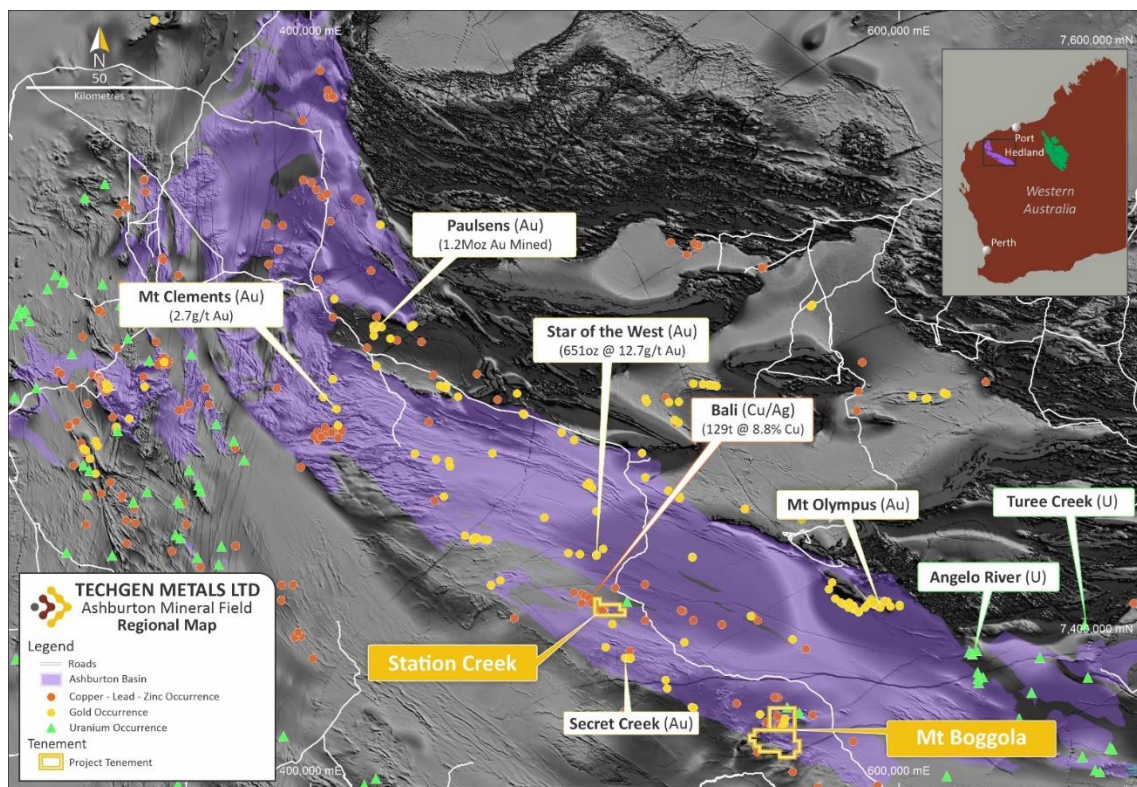 400,000 mE
600,000 mE
7,600,000 mN
N
50
Kilometres
Port
Hedland
Western
Australia
Perth
Paulsens (Au)
(1.2Moz Au Mined)
Mt Clements (Au)
(2.7g/t Au)
Star of the West (Au)
(651oz @ 12.7g/t Au)
Bali (Cu/Ag)
(129t @ 8.8% Cu)
Mt Olympus (Au)
Turee Creek (U)
Angelo River (U)
7,400,000 mN
Station Creek
Secret Creek (Au)
Mt Boggola
TECHGEN METALS LTD
Ashburton Mineral Field
Regional Map
Legend
Roads
Ashburton Basin
Copper - Lead - Zinc Occurrence
Gold Occurrence
Uranium Occurrence
Tenement
Project Tenement
400,000 mE
600,000 mE